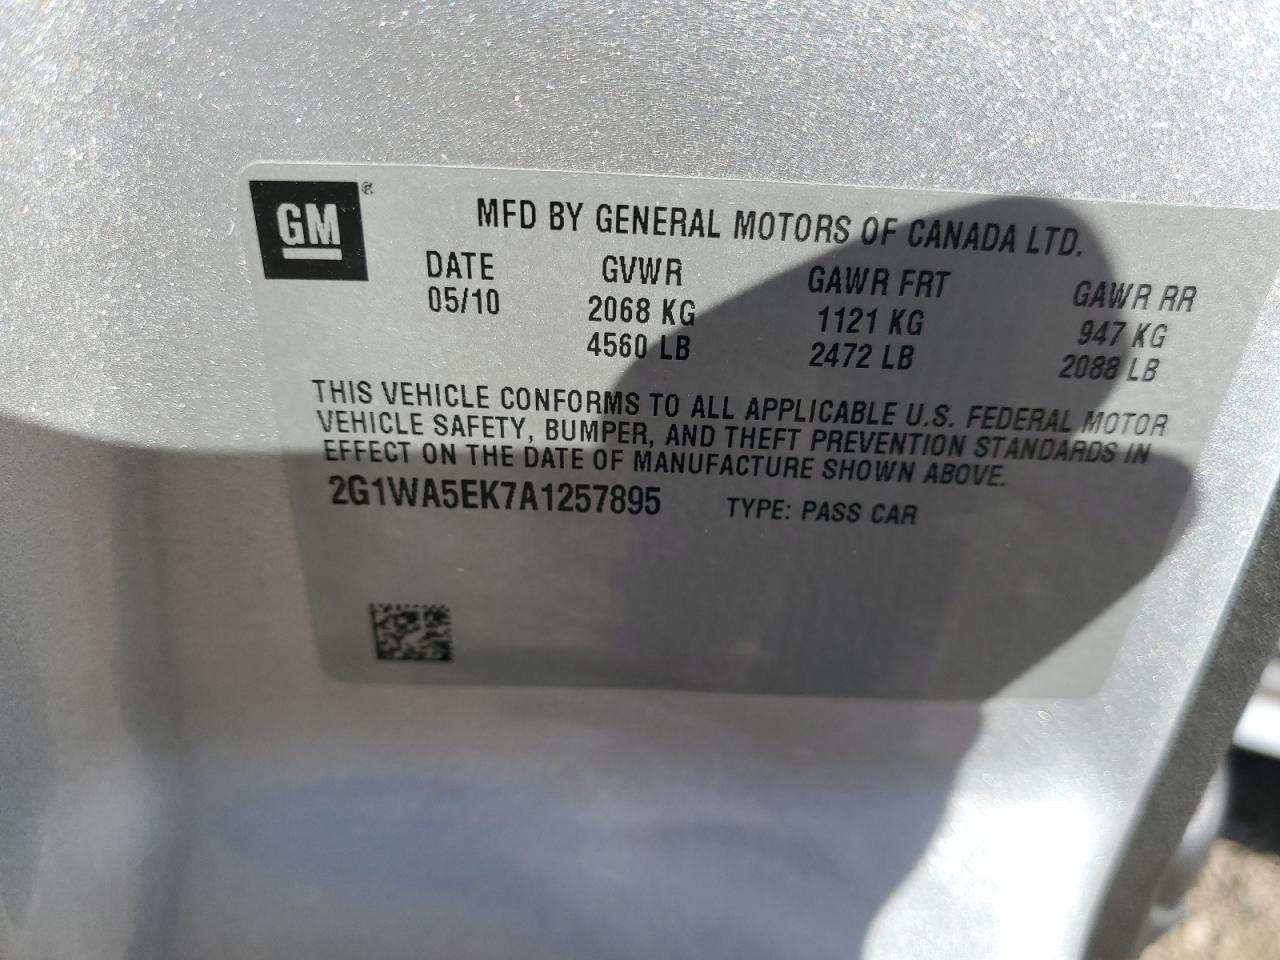 GM®
MFD BY GENERAL MOTORS OF CANADA LTD.
DATE GVWR GAWR FRT GAWR RR
05/10 2068 KG 1121 KG 947 KG
4560 LB 2472 LB 2088 LB
THIS VEHICLE CONFORMS TO ALL APPLICABLE U.S. FEDERAL MOTOR
VEHICLE SAFETY, BUMPER, AND THEFT PREVENTION STANDARDS IN
EFFECT ON THE DATE OF MANUFACTURE SHOWN ABOVE.
2G1WA5EK7A1257895 TYPE: PASS CAR